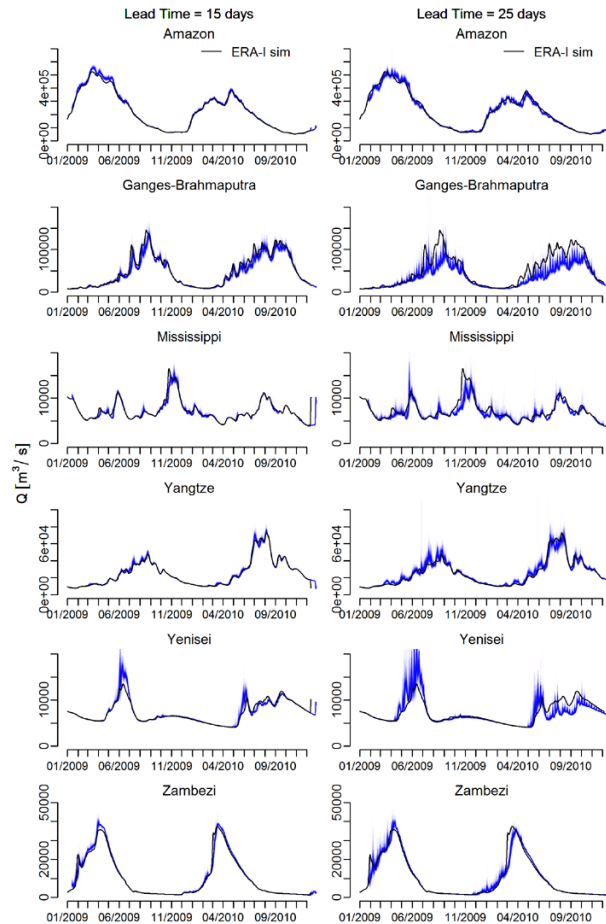 Lead Time = 15 days Lead Time = 25 days
Amazon Amazon
ERA-I sim ERA-I sim
0e+00 4e+05 0e+00 4e+05
01/2009 06/2009 11/2009 04/2010 09/2010 01/2009 06/2009 11/2009 04/2010 09/2010
Ganges-Brahmaputra Ganges-Brahmaputra
0 100000 0 100000
01/2009 06/2009 11/2009 04/2010 09/2010 01/2009 06/2009 11/2009 04/2010 09/2010
Mississippi Mississippi
0 10000 0 10000
01/2009 06/2009 11/2009 04/2010 09/2010 01/2009 06/2009 11/2009 04/2010 09/2010
Q [m³/ s]
Yangtze Yangtze
0e+00 6e+04 0e+00 6e+04
01/2009 06/2009 11/2009 04/2010 09/2010 01/2009 06/2009 11/2009 04/2010 09/2010
Yenisei Yenisei
0 10000 0 10000
01/2009 06/2009 11/2009 04/2010 09/2010 01/2009 06/2009 11/2009 04/2010 09/2010
Zambezi Zambezi
0 20000 50000 0 20000 50000
01/2009 06/2009 11/2009 04/2010 09/2010 01/2009 06/2009 11/2009 04/2010 09/2010